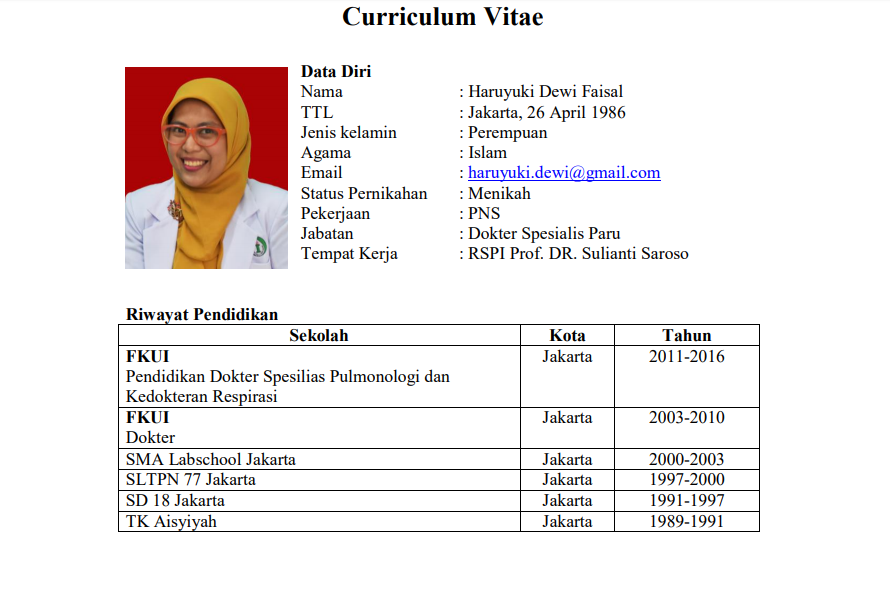 Curriculum Vitae
Data Diri
Nama : Haruyuki Dewi Faisal
TTL : Jakarta, 26 April 1986
Jenis kelamin : Perempuan
Agama : Islam
Email : haruyuki.dewi@gmail.com
Status Pernikahan : Menikah
Pekerjaan : PNS
Jabatan : Dokter Spesialis Paru
Tempat Kerja : RSPI Prof. DR. Sulianti Saroso
Riwayat Pendidikan
Sekolah Kota Tahun
FKUI Jakarta 2011-2016
Pendidikan Dokter Spesilias Pulmonologi dan
Kedokteran Respirasi
FKUI Jakarta 2003-2010
Dokter
SMA Labschool Jakarta Jakarta 2000-2003
SLTPN 77 Jakarta Jakarta 1997-2000
SD 18 Jakarta Jakarta 1991-1997
TK Aisyiyah Jakarta 1989-1991